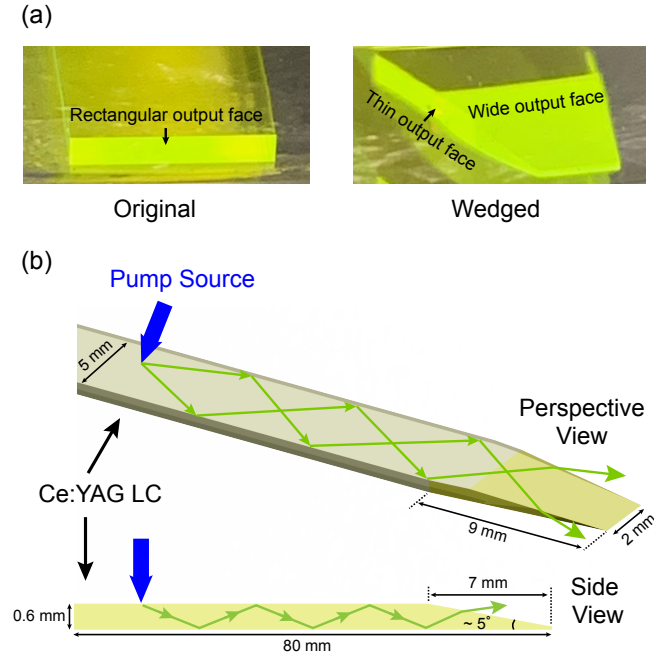 (a)
Rectangular output face
Thin output face
Wide output face
Original
Wedged
(b)
Pump Source
5 mm
Perspective
View
Ce:YAG LC
9 mm
2 mm
7 mm
Side
View
0.6 mm
~ 5°
80 mm